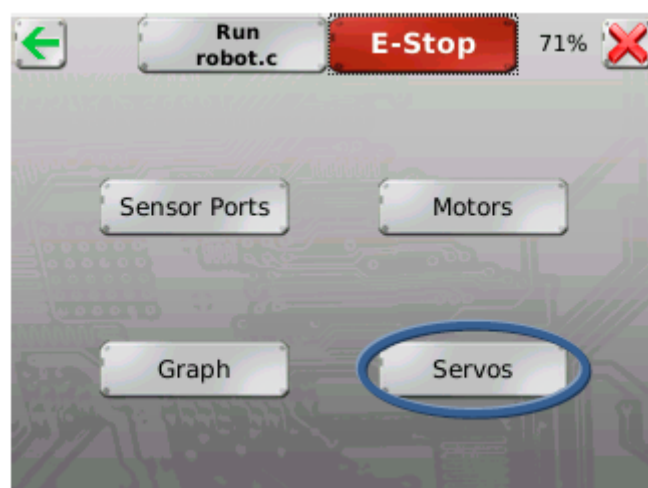 Run
robot.c
E-Stop
71%
Sensor Ports
Motors
Graph
Servos